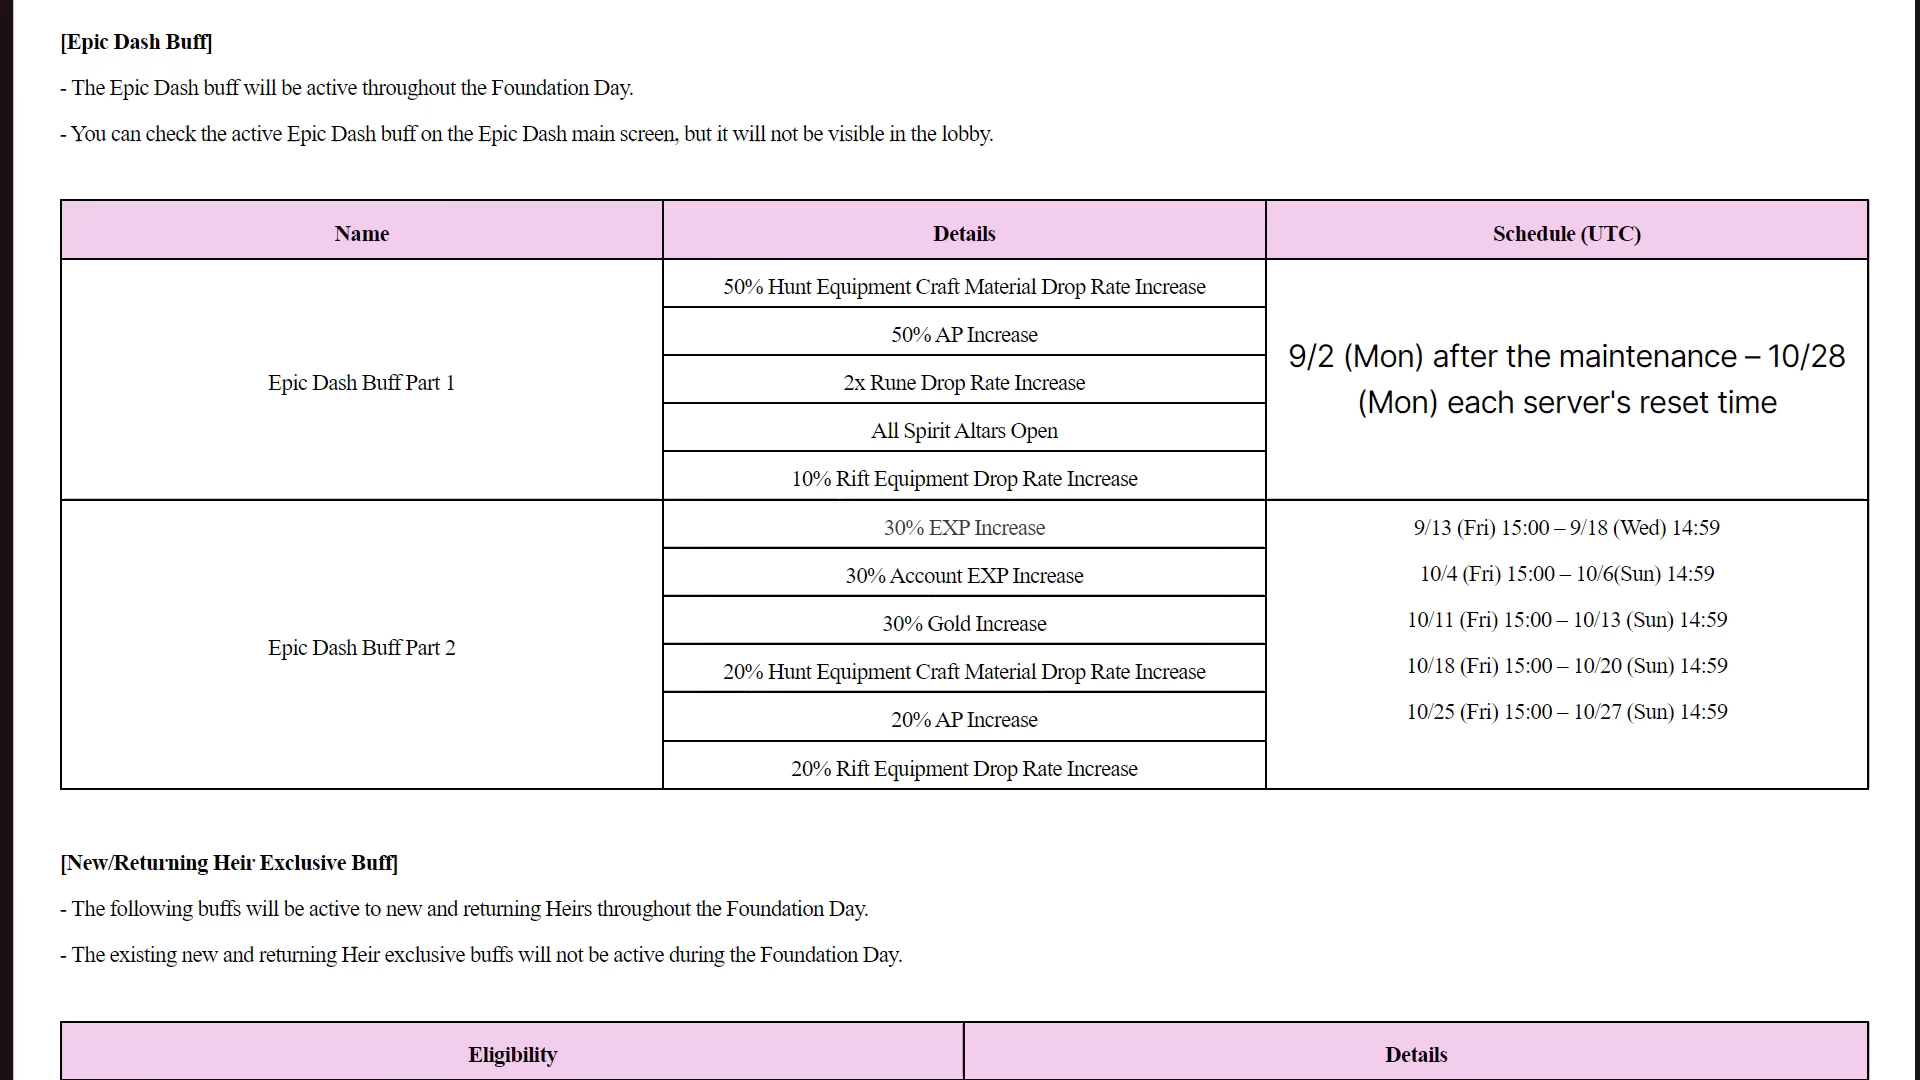 [Epic Dash Buff]
- The Epic Dash buff will be active throughout the Foundation Day.
- You can check the active Epic Dash buff on the Epic Dash main screen, but it will not be visible in the lobby.
Name
Details
Schedule (UTC)
Epic Dash Buff Part 1
50% Hunt Equipment Craft Material Drop Rate Increase
50% AP Increase
2x Rune Drop Rate Increase
All Spirit Altars Open
10% Rift Equipment Drop Rate Increase
9/2 (Mon) after the maintenance – 10/28
(Mon) each server's reset time
Epic Dash Buff Part 2
30% EXP Increase
30% Account EXP Increase
30% Gold Increase
20% Hunt Equipment Craft Material Drop Rate Increase
20% AP Increase
20% Rift Equipment Drop Rate Increase
9/13 (Fri) 15:00 – 9/18 (Wed) 14:59
10/4 (Fri) 15:00 – 10/6(Sun) 14:59
10/11 (Fri) 15:00 – 10/13 (Sun) 14:59
10/18 (Fri) 15:00 – 10/20 (Sun) 14:59
10/25 (Fri) 15:00 – 10/27 (Sun) 14:59
[New/Returning Heir Exclusive Buff]
- The following buffs will be active to new and returning Heirs throughout the Foundation Day.
- The existing new and returning Heir exclusive buffs will not be active during the Foundation Day.
Eligibility
Details